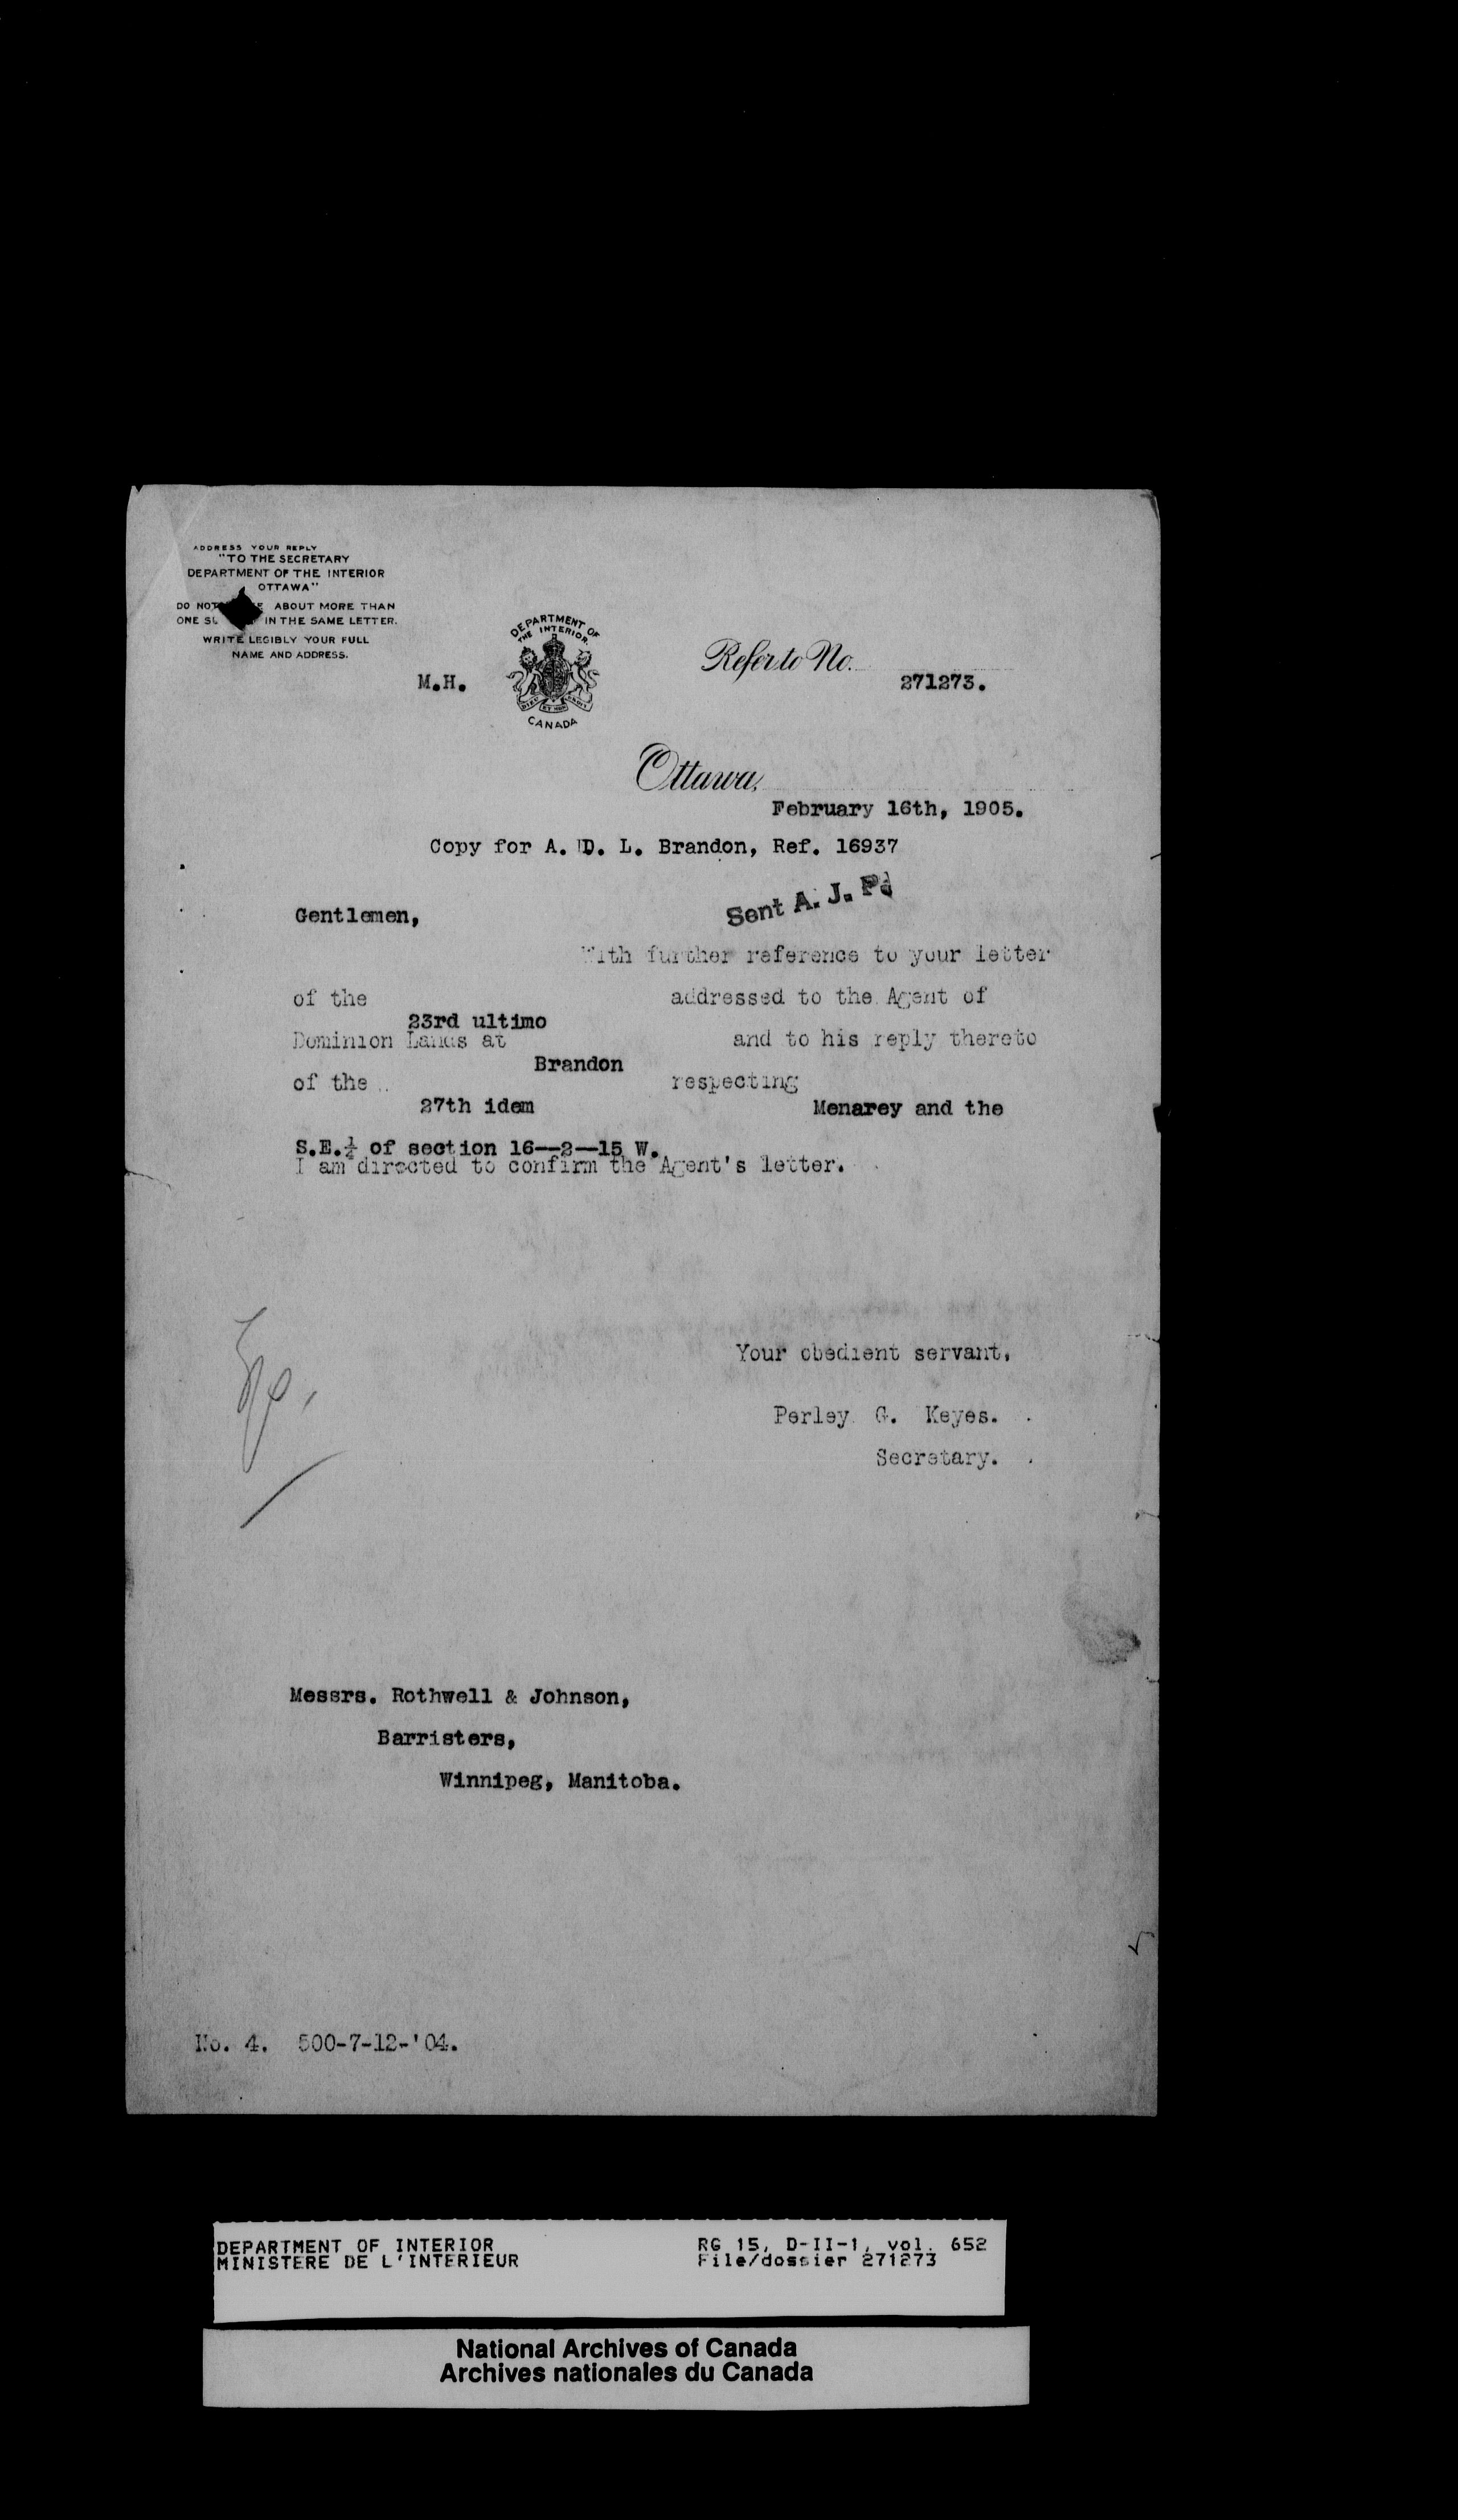 ADDRESS YOUR REPLY
"TO THE SECRETARY
DEPARTMENT OF THE INTERIOR
OTTAWA"
DO NOT ABOUT MORE THAN
ONE IN THE SAME LETTER.
WRITE LEGIBLY YOUR FULL
NAME AND ADDRESS.
DEPARTMENT OF
THE INTERIOR.
CANADA
M.H.
Refer to No.
271273.
Ottawa,
February 16th, 1905.
Copy for A. D. L. Brandon, Ref. 16937
Sent A. J. P.
Gentlemen,
With further reference to your letter
of the addressed to the Agent of
23rd ultimo
Dominion Lands at and to his reply thereto
Brandon
of the respecting
27th idem Menarey and the
S.E.¼ of section 16--2--15 W.
I am directed to confirm the Agent's letter.
Your obedient servant,
Perley G. Keyes.
Secretary.
Messrs. Rothwell & Johnson,
Barristers,
Winnipeg, Manitoba.
No. 4. 500-7-12-'04.
DEPARTMENT OF INTERIOR RG 15, D-II-1, vol. 652
MINISTERE DE L'INTERIEUR File/dossier 271273
National Archives of Canada
Archives nationales du Canada